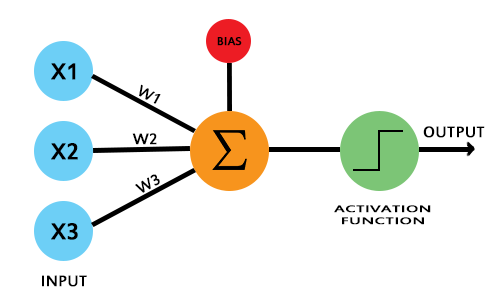 BIAS
X1
W1
X2
W2
Σ
OUTPUT
X3
W3
ACTIVATION
FUNCTION
INPUT